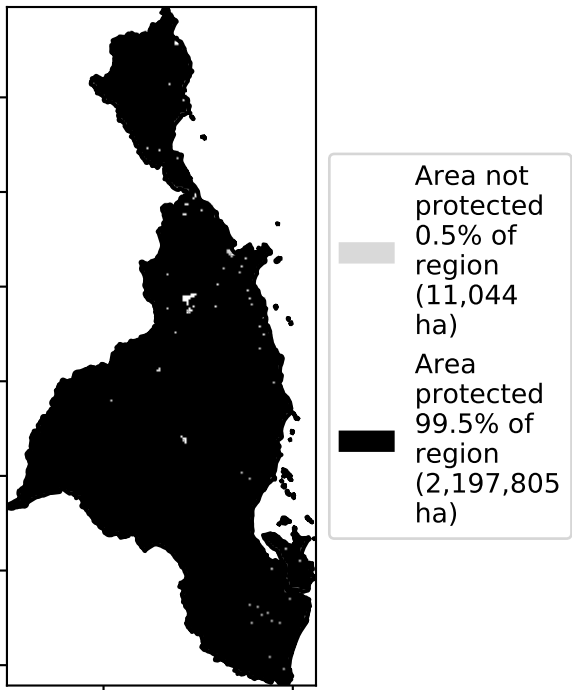 Area not
protected
0.5% of
region
(11,044
ha)
Area
protected
99.5% of
region
(2,197,805
ha)